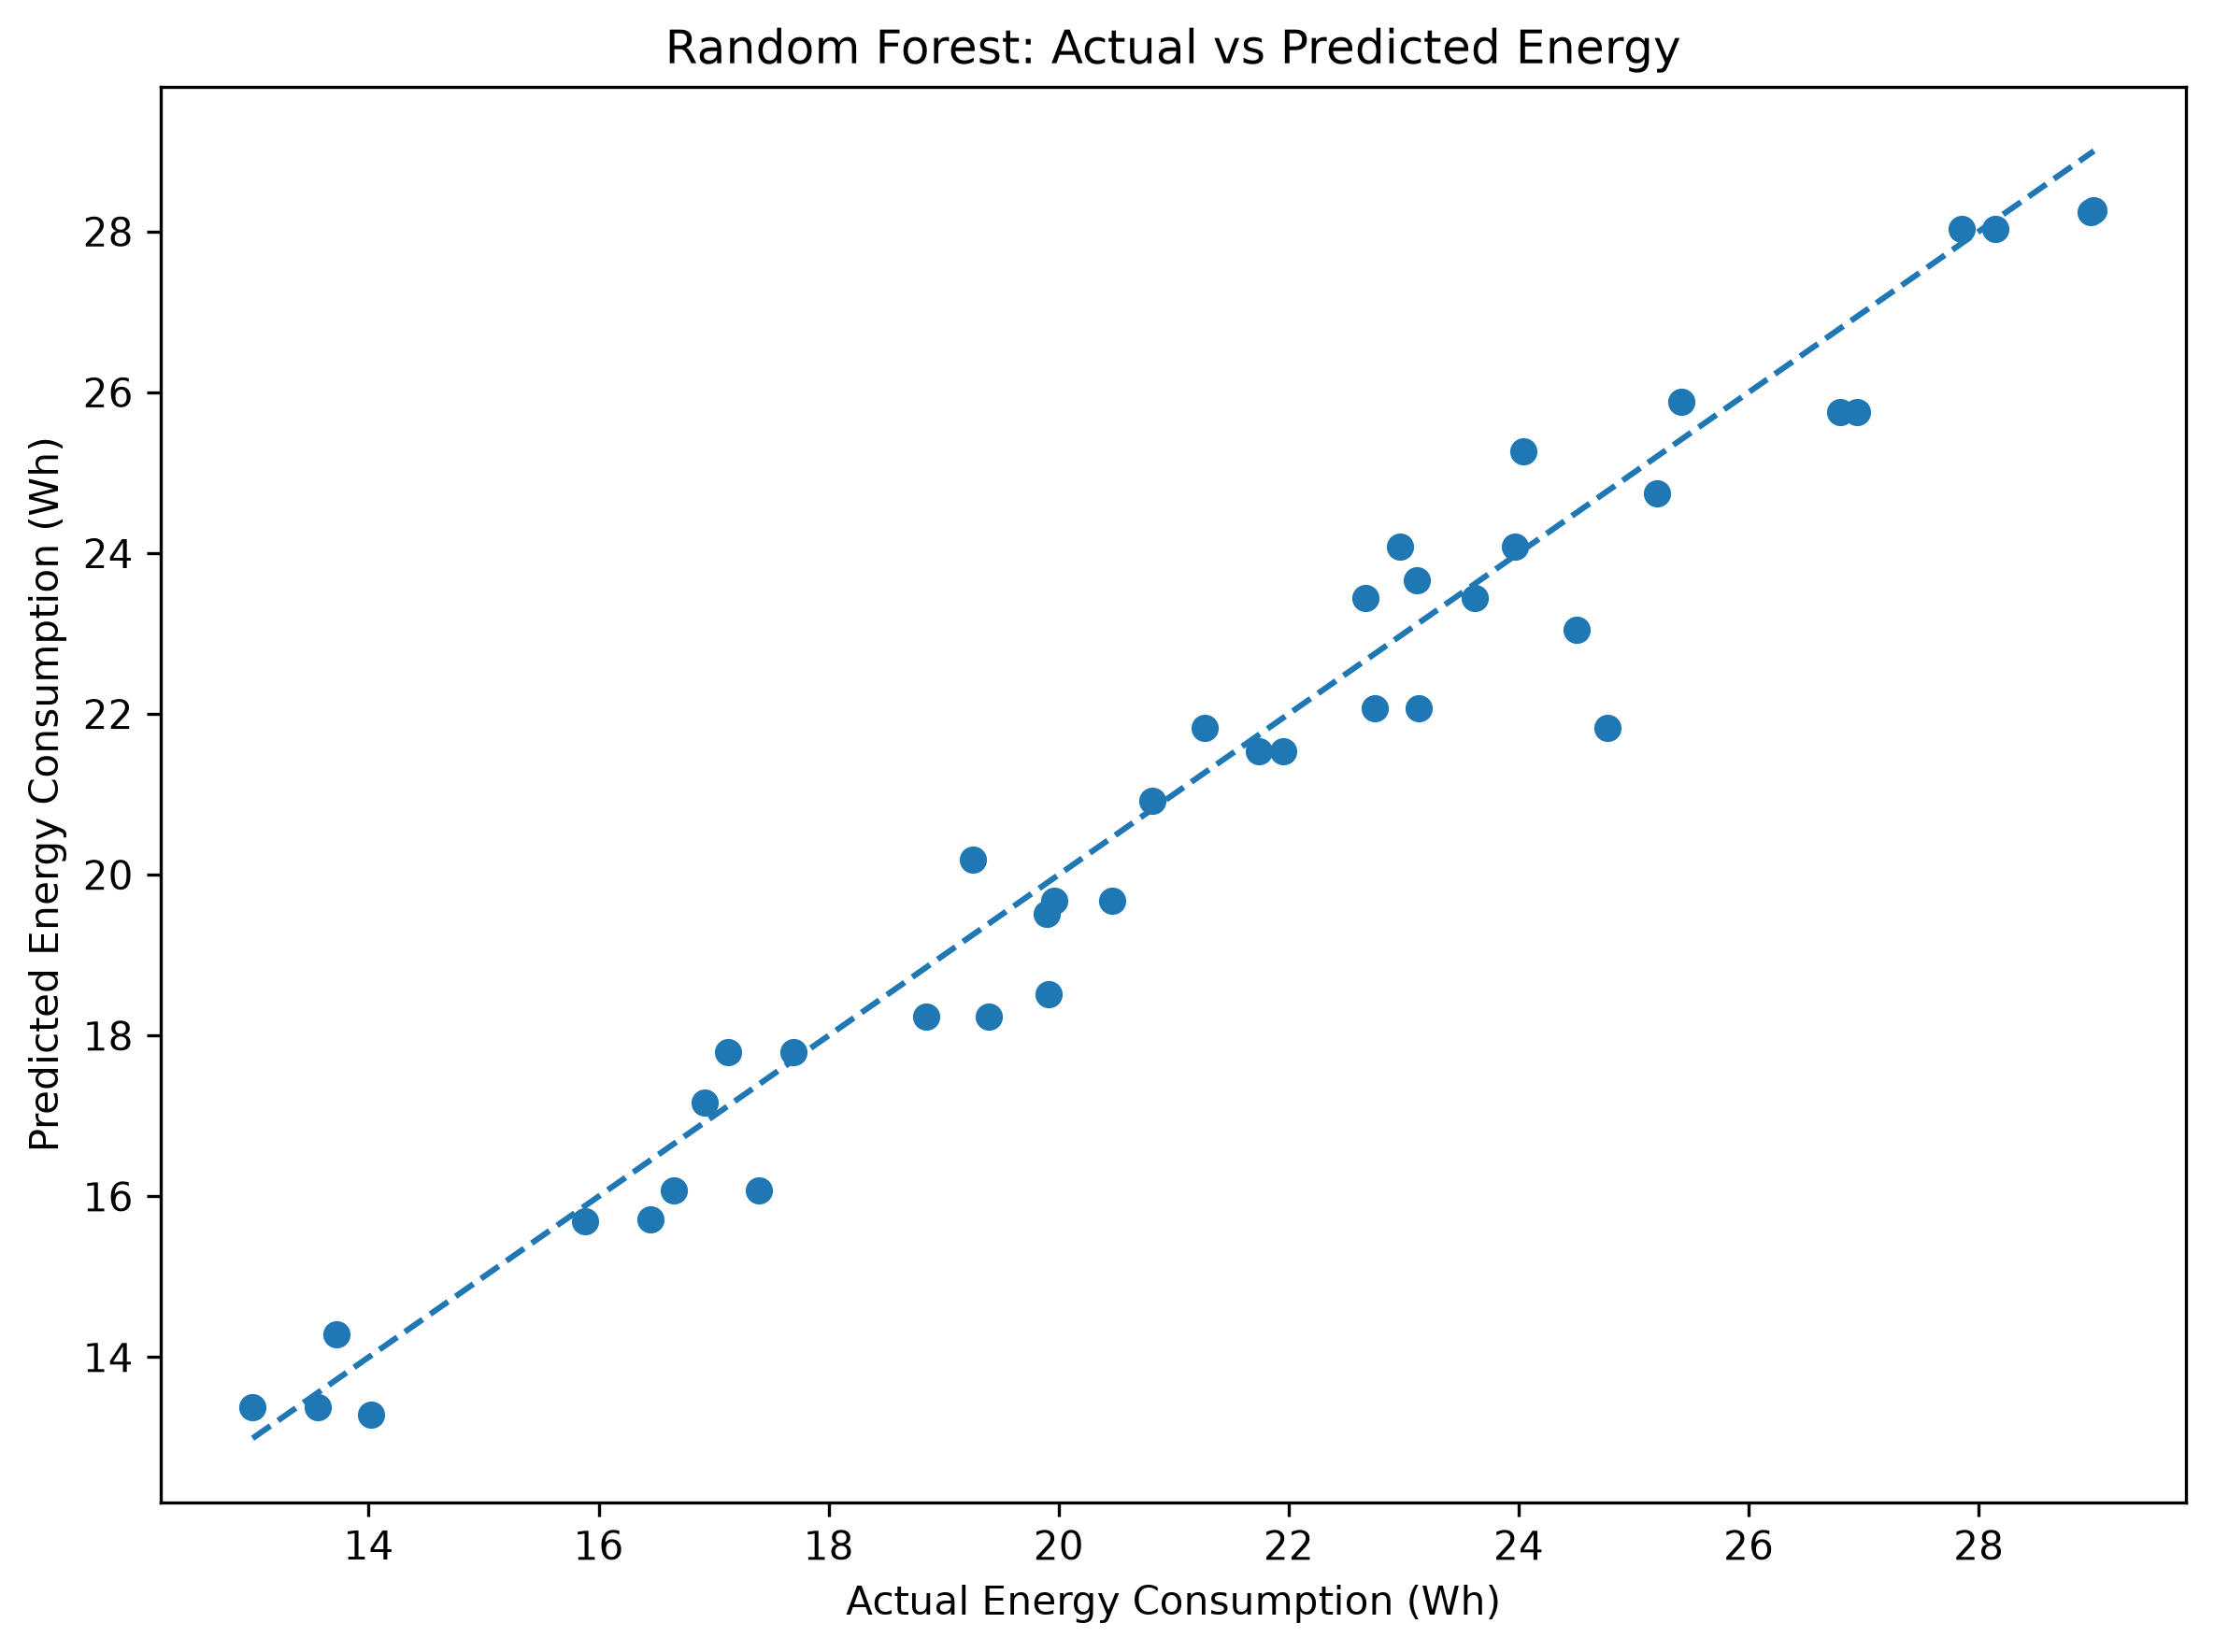 Random Forest: Actual vs Predicted Energy
Predicted Energy Consumption (Wh)
28
26
24
22
20
18
16
14
14 16 18 20 22 24 26 28
Actual Energy Consumption (Wh)